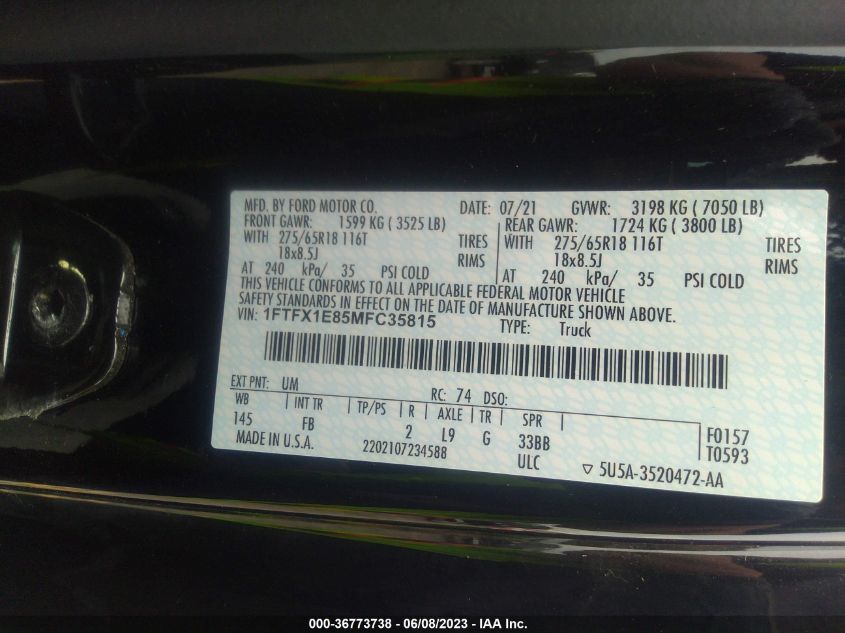 MFD. BY FORD MOTOR CO. DATE: 07/21 GVWR: 3198 KG ( 7050 LB)
FRONT GAWR: 1599 KG ( 3525 LB) REAR GAWR: 1724 KG ( 3800 LB)
WITH 275/65R18 116T TIRES WITH 275/65R18 116T TIRES
18x8.5J RIMS 18x8.5J RIMS
AT 240 kPa/ 35 PSI COLD AT 240 kPa/ 35 PSI COLD
THIS VEHICLE CONFORMS TO ALL APPLICABLE FEDERAL MOTOR VEHICLE
SAFETY STANDARDS IN EFFECT ON THE DATE OF MANUFACTURE SHOWN ABOVE.
VIN: 1FTFX1E85MFC35815 TYPE: Truck
EXT PNT: UM RC: 74 DSO:
WB INT TR TP/PS R AXLE TR SPR
145 FB 2 L9 G 33BB F0157
MADE IN U.S.A. 2202107234588 ULC T0593
▽ 5U5A-3520472-AA
000-36773738 - 06/08/2023 - IAA Inc.